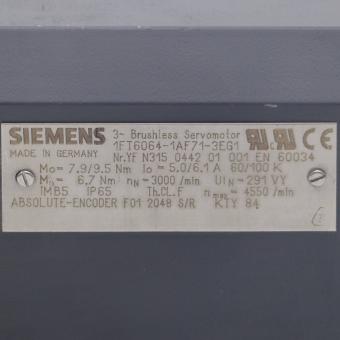 SIEMENS 3~ Brushless Servomotor
1FT6064-1AF71-3EG1
MADE IN GERMANY Nr.YF N315 0442 01 001 EN 60034
Mo= 7.9/9.5 Nm Io= 5.0/6.1 A 60/100 K
MN= 6.7 Nm nN=3000 /min UIN= 291 VY
IMB5 IP65 Th.CL.F nmax= 4550 /min
ABSOLUTE-ENCODER F01 2048 S/R KTY 84